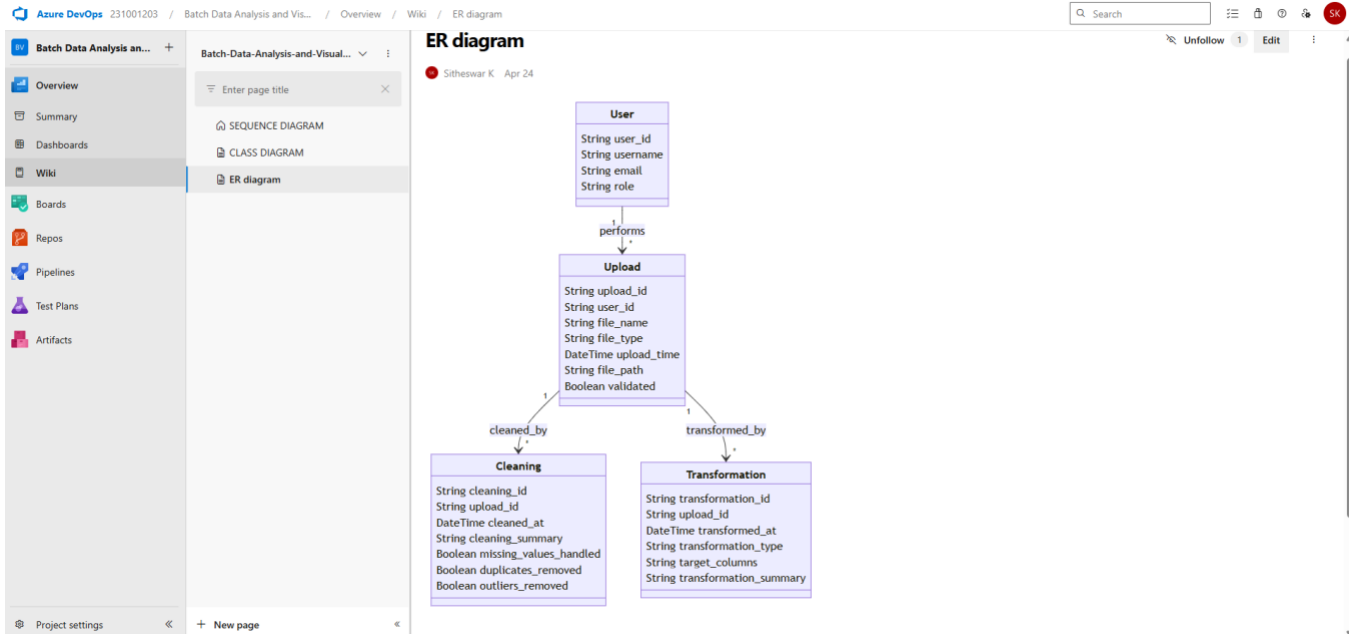 Azure DevOps 231001203 / Batch Data Analysis and Vis... / Overview / Wiki / ER diagram
Search
SK
BV Batch Data Analysis an... +
Overview
Summary
Dashboards
Wiki
Boards
Repos
Pipelines
Test Plans
Artifacts
Project settings
Batch-Data-Analysis-and-Visual...
Enter page title
SEQUENCE DIAGRAM
CLASS DIAGRAM
ER diagram
+ New page
ER diagram
Unfollow 1 Edit
Sitheswar K Apr 24
User
String user_id
String username
String email
String role
1
performs
*
Upload
String upload_id
String user_id
String file_name
String file_type
DateTime upload_time
String file_path
Boolean validated
1
cleaned_by
*
1
transformed_by
*
Cleaning
String cleaning_id
String upload_id
DateTime cleaned_at
String cleaning_summary
Boolean missing_values_handled
Boolean duplicates_removed
Boolean outliers_removed
Transformation
String transformation_id
String upload_id
DateTime transformed_at
String transformation_type
String target_columns
String transformation_summary